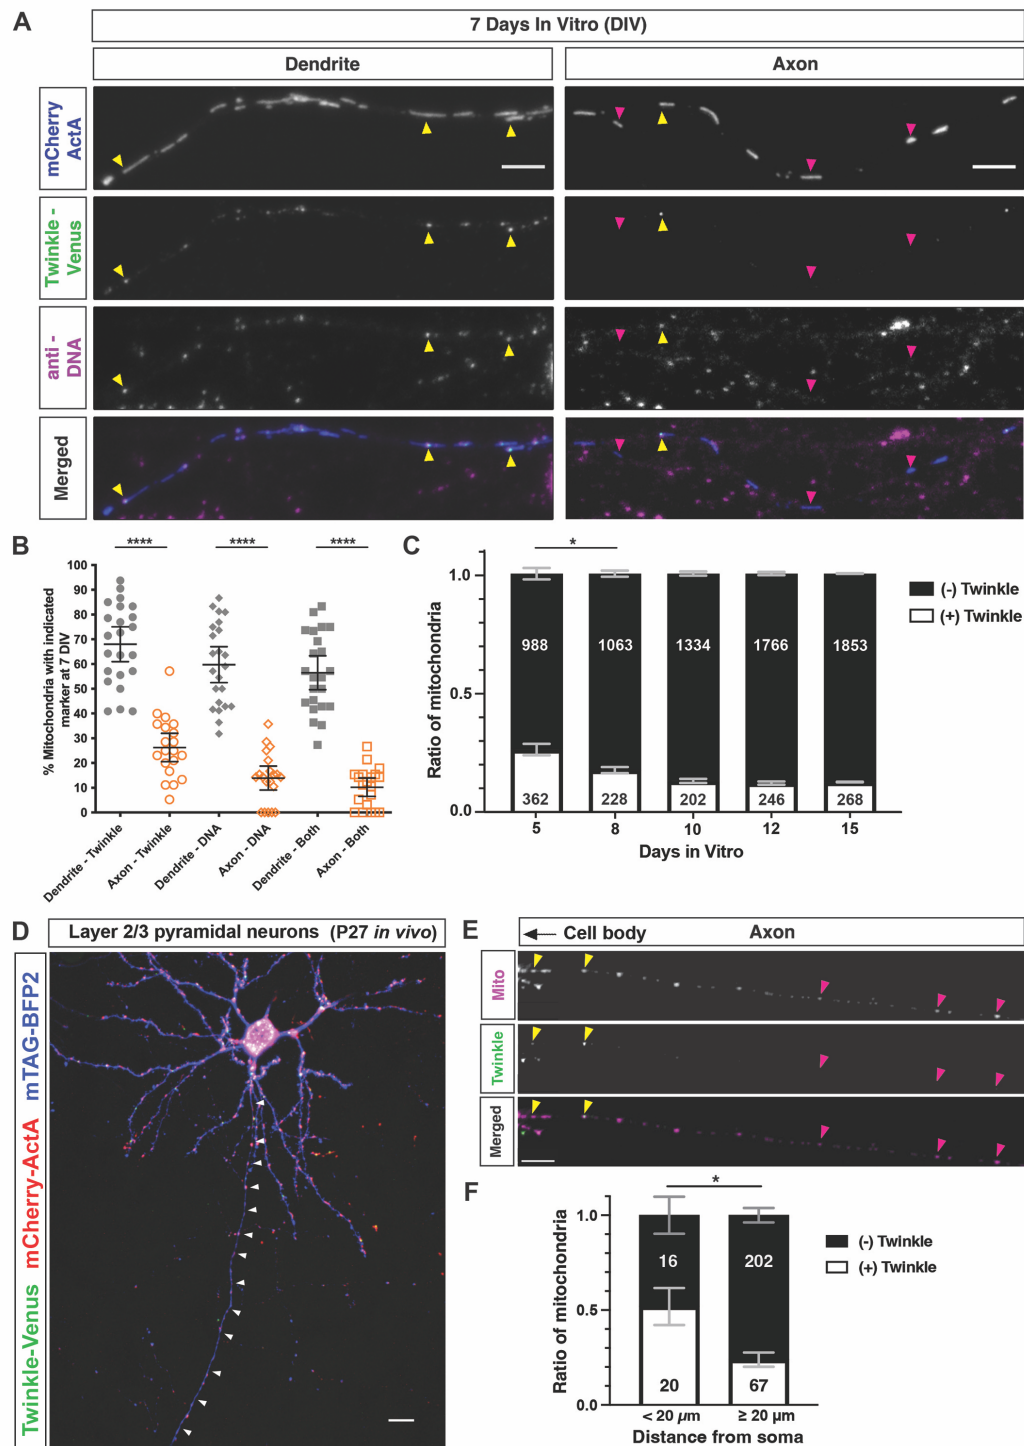 A
7 Days In Vitro (DIV)
Dendrite
Axon
mCherry
ActA
Twinkle -
Venus
anti -
DNA
Merged
B
****
****
****
% Mitochondria with indicated
marker at 7 DIV
100
90
80
70
60
50
40
30
20
10
0
Dendrite - Twinkle
Axon - Twinkle
Dendrite - DNA
Axon - DNA
Dendrite - Both
Axon - Both
C
*
Ratio of mitochondria
1.0
0.5
0.0
988
1063
1334
1766
1853
362
228
202
246
268
5
8
10
12
15
Days in Vitro
(-) Twinkle
(+) Twinkle
D
Layer 2/3 pyramidal neurons (P27 in vivo)
Twinkle-Venus mCherry-ActA mTAG-BFP2
E
Cell body
Axon
Mito
Twinkle
Merged
F
*
Ratio of mitochondria
1.0
0.5
0.0
16
202
20
67
< 20 µm
≥ 20 µm
Distance from soma
(-) Twinkle
(+) Twinkle